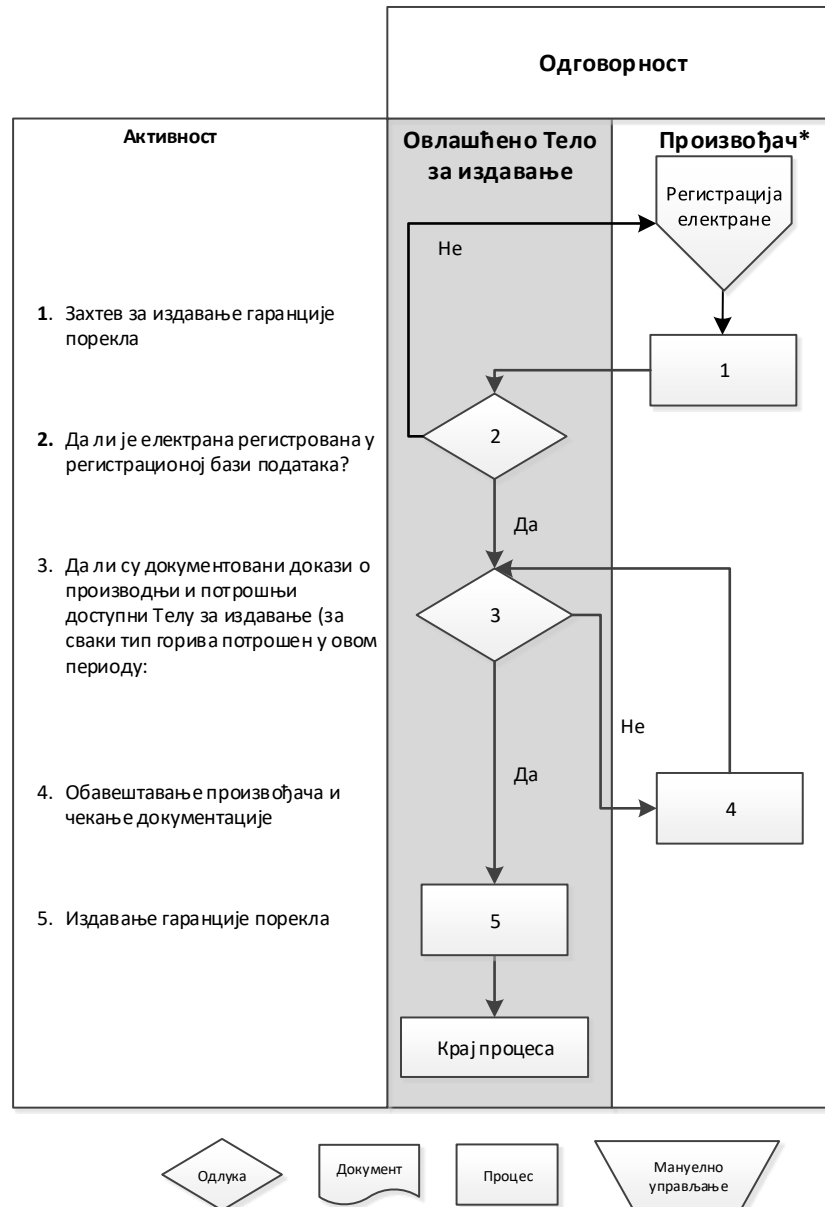 Одговорност
Активност
Овлашћено Тело
за издавање
Произвођач*
Регистрација
електране
Не
1. Захтев за издавање гаранције
порекла
1
2. Да ли је електрана регистрована у
регистрационој бази података?
2
Да
3. Да ли су документовани докази о
производњи и потрошњи
доступни Телу за издавање (за
сваки тип горива потрошен у овом
периоду:
3
Не
Да
4. Обавештавање произвођача и
чекање документације
4
5. Издавање гаранције порекла
5
Крај процеса
Одлука
Документ
Процес
Мануелно
управљање